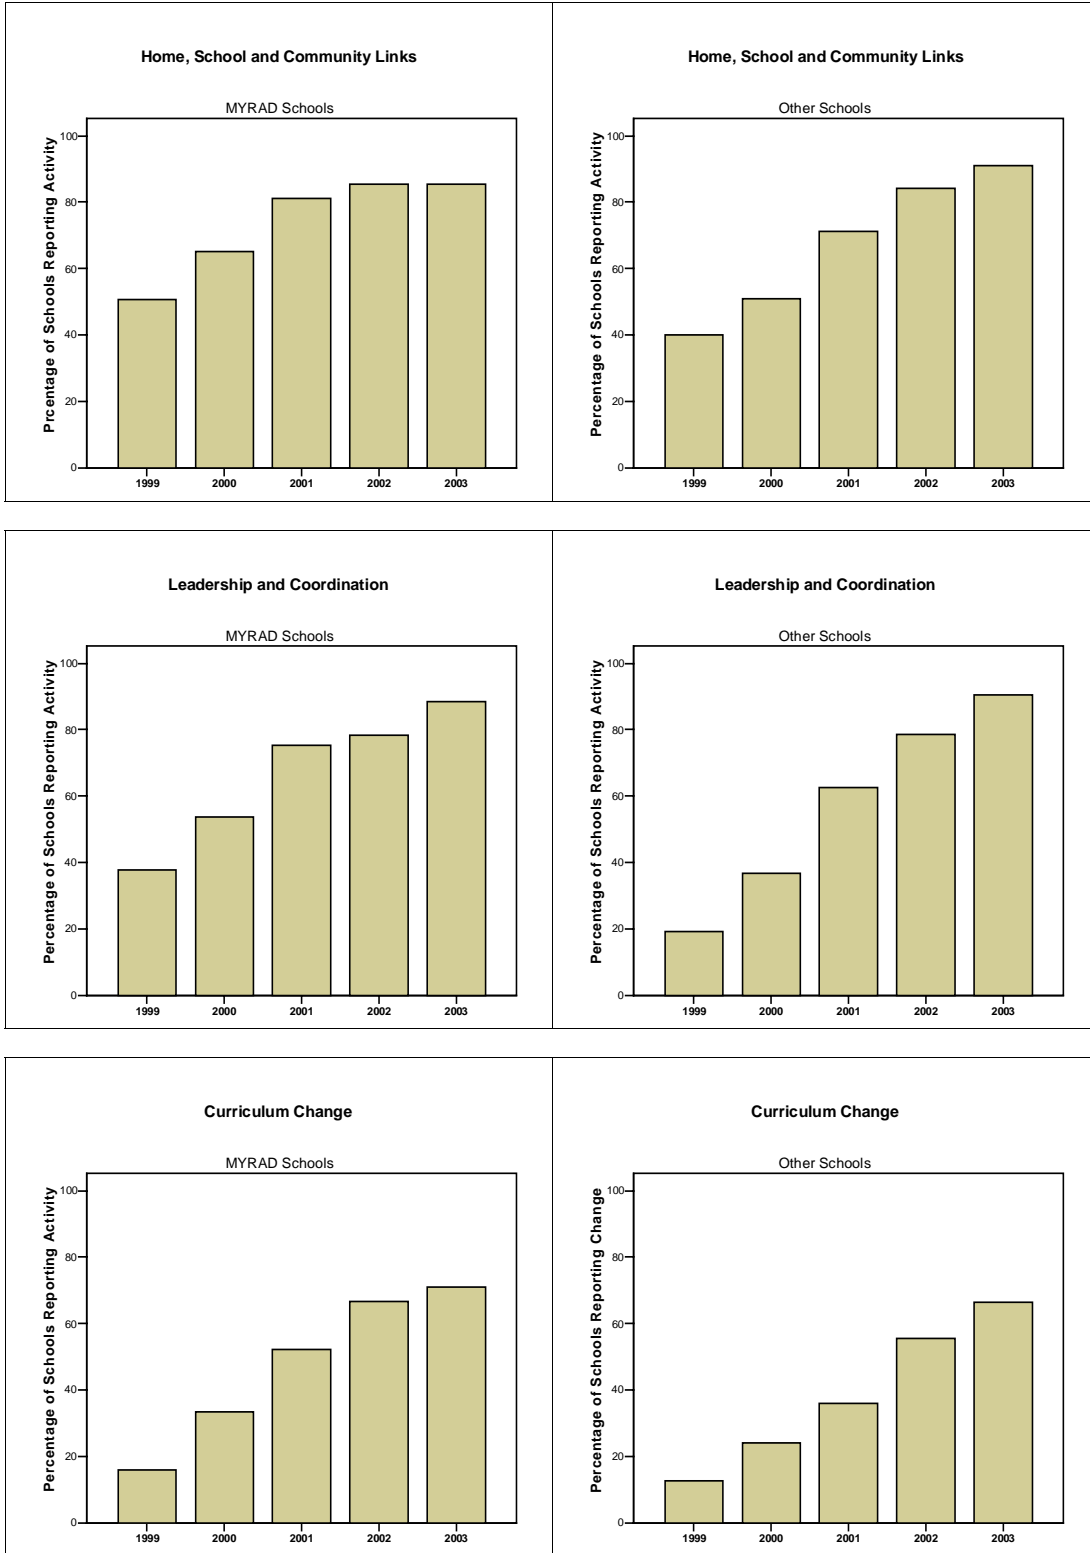 Home, School and Community Links
MYRAD Schools
Prcentage of Schools Reporting Activity
100
80
60
40
20
0
1999 2000 2001 2002 2003
Home, School and Community Links
Other Schools
Percentage of Schools Reporting Activity
100
80
60
40
20
0
1999 2000 2001 2002 2003
Leadership and Coordination
MYRAD Schools
Percentage of Schools Reporting Activity
100
80
60
40
20
0
1999 2000 2001 2002 2003
Leadership and Coordination
Other Schools
Percentage of Schools Reporting Activity
100
80
60
40
20
0
1999 2000 2001 2002 2003
Curriculum Change
MYRAD Schools
Percentage of Schools Reporting Activity
100
80
60
40
20
0
1999 2000 2001 2002 2003
Curriculum Change
Other Schools
Percentage of Schools Reporting Change
100
80
60
40
20
0
1999 2000 2001 2002 2003